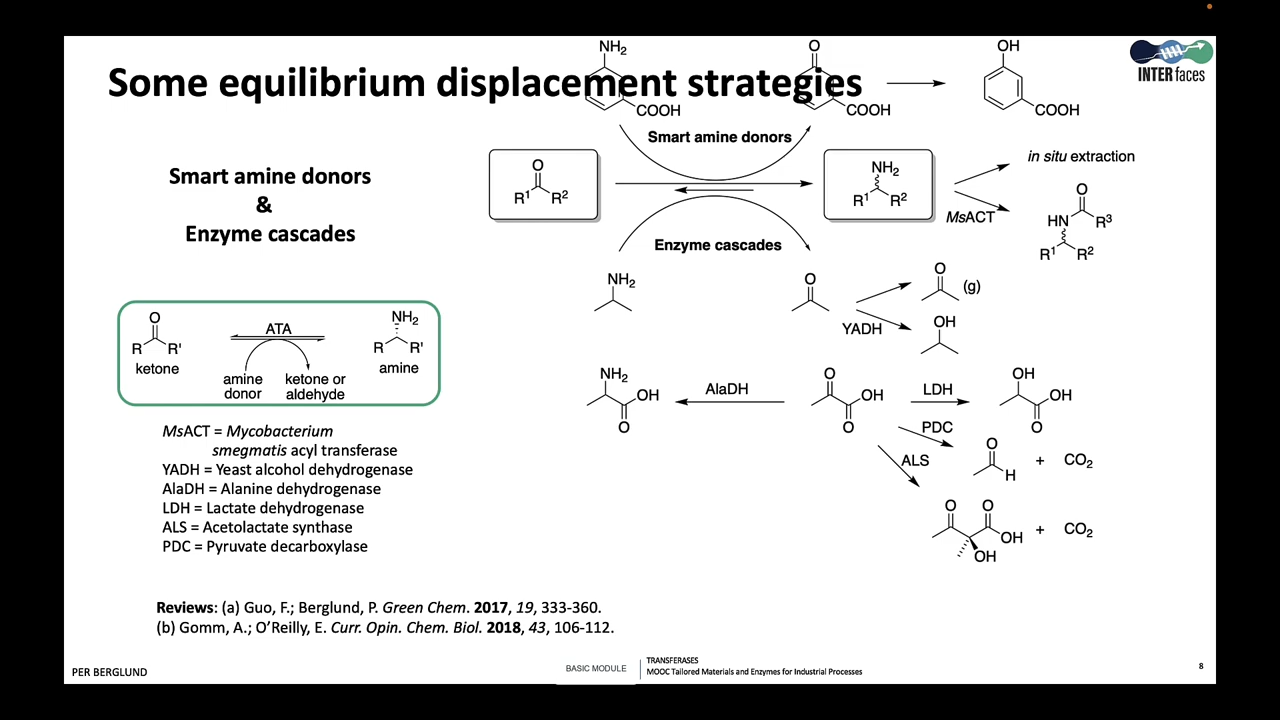 NH2
O
OH
Some equilibrium displacement strategies
INTERfaces
COOH
COOH
COOH
Smart amine donors
Smart amine donors
&
Enzyme cascades
O
R1 R2
NH2
R1 R2
in situ extraction
MsACT
O
HN R3
R1 R2
Enzyme cascades
NH2
O
O
(g)
YADH
OH
O
R R'
ketone
ATA
amine
donor
ketone or
aldehyde
NH2
R R'
amine
NH2
OH
O
AlaDH
O
OH
O
LDH
OH
OH
O
PDC
O
H
+ CO2
ALS
O O
OH
OH
+ CO2
MsACT = Mycobacterium
smegmatis acyl transferase
YADH = Yeast alcohol dehydrogenase
AlaDH = Alanine dehydrogenase
LDH = Lactate dehydrogenase
ALS = Acetolactate synthase
PDC = Pyruvate decarboxylase
Reviews: (a) Guo, F.; Berglund, P. Green Chem. 2017, 19, 333-360.
(b) Gomm, A.; O’Reilly, E. Curr. Opin. Chem. Biol. 2018, 43, 106-112.
PER BERGLUND
BASIC MODULE
TRANSFERASES
MOOC Tailored Materials and Enzymes for Industrial Processes
8